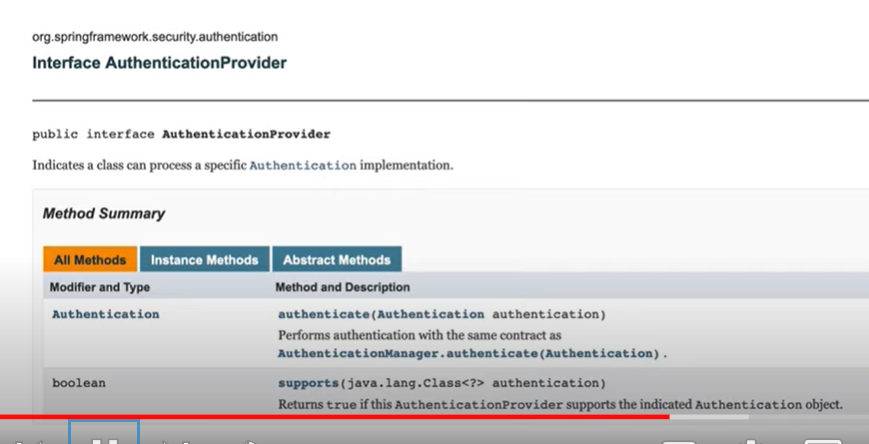 org.springframework.security.authentication
Interface AuthenticationProvider
public interface AuthenticationProvider
Indicates a class can process a specific Authentication implementation.
Method Summary
All Methods Instance Methods Abstract Methods
Modifier and Type Method and Description
Authentication authenticate(Authentication authentication)
Performs authentication with the same contract as
AuthenticationManager.authenticate(Authentication).
boolean supports(java.lang.Class<?> authentication)
Returns true if this AuthenticationProvider supports the indicated Authentication object.